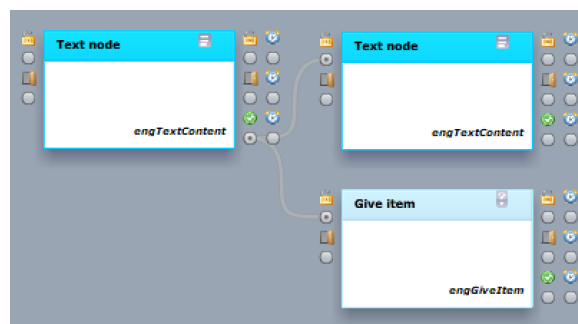 Text node
engTextContent
Text node
engTextContent
Give item
engGiveItem